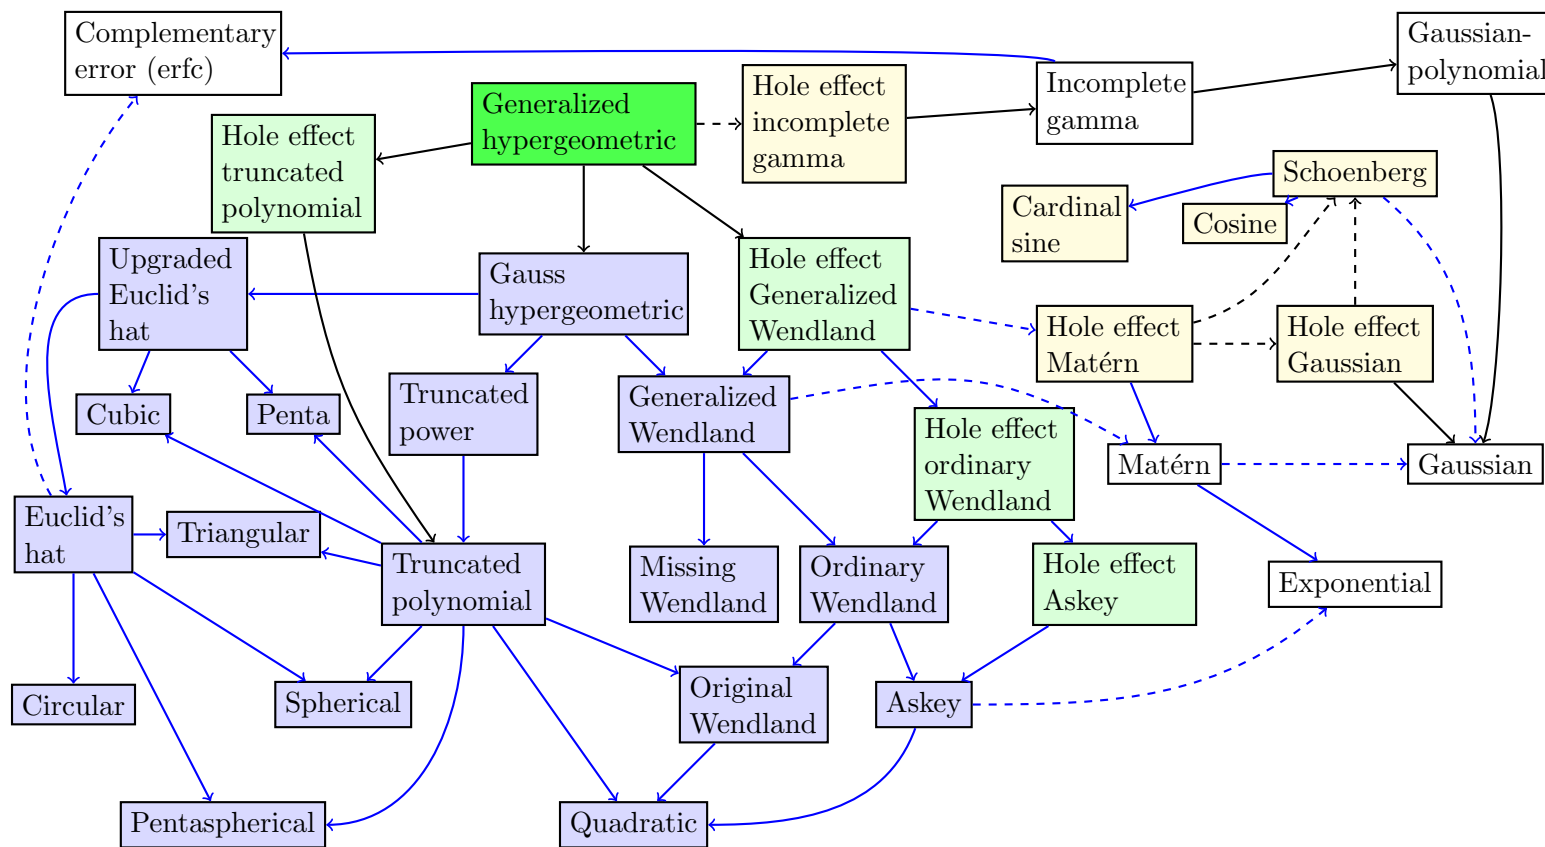 Complementary
error (erfc)
Gaussian-
polynomial
Generalized
hypergeometric
Hole effect
incomplete
gamma
Incomplete
gamma
Hole effect
truncated
polynomial
Schoenberg
Cardinal
sine
Cosine
Upgraded
Euclid's
hat
Gauss
hypergeometric
Hole effect
Generalized
Wendland
Hole effect
Matérn
Hole effect
Gaussian
Cubic
Penta
Truncated
power
Generalized
Wendland
Hole effect
ordinary
Wendland
Matérn
Gaussian
Euclid's
hat
Triangular
Truncated
polynomial
Missing
Wendland
Ordinary
Wendland
Hole effect
Askey
Exponential
Circular
Spherical
Original
Wendland
Askey
Pentaspherical
Quadratic